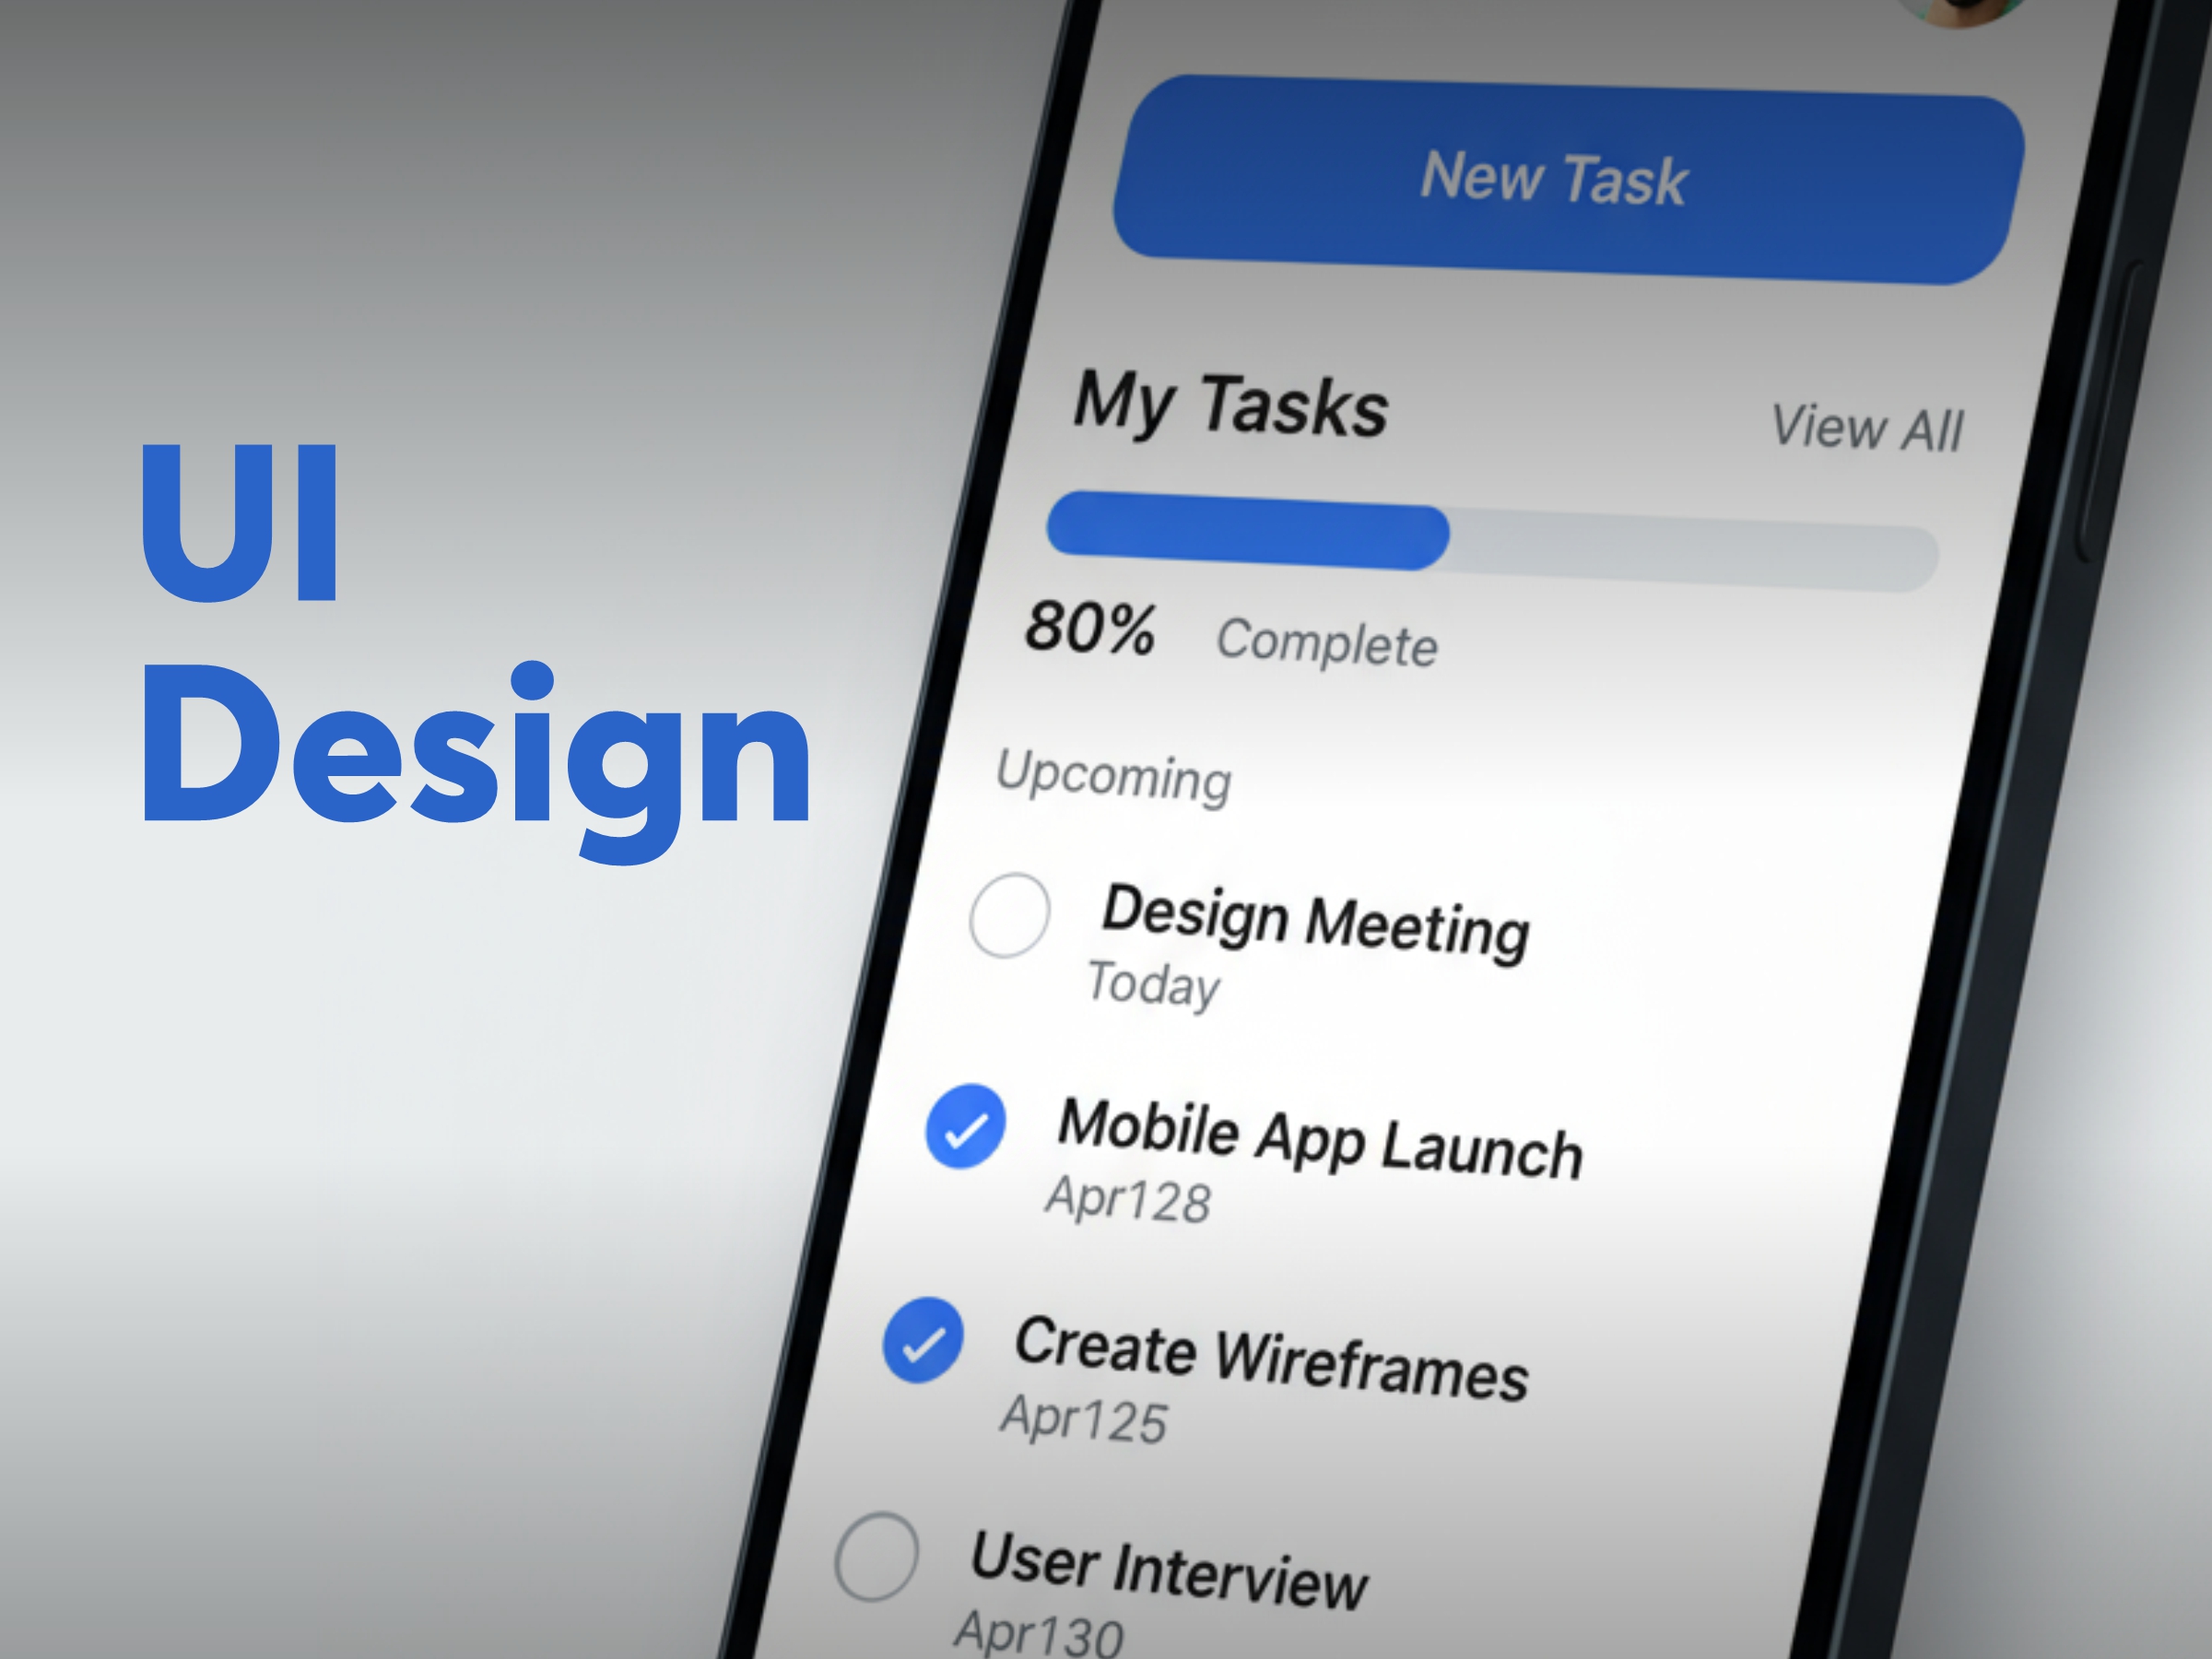 UI
Design
New Task
My Tasks
View All
80% Complete
Upcoming
Design Meeting
Today
Mobile App Launch
Apr128
Create Wireframes
Apr125
User Interview
Apr130